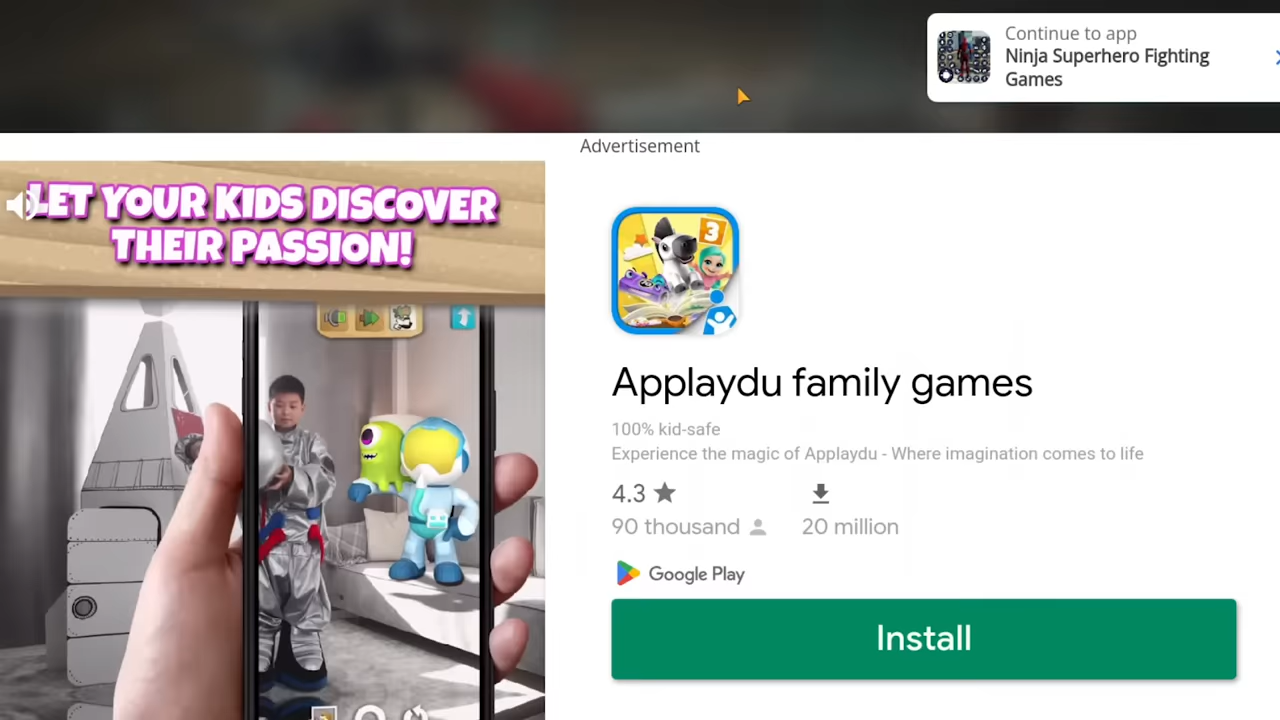 Continue to app
Ninja Superhero Fighting
Games
Advertisement
LET YOUR KIDS DISCOVER
THEIR PASSION!
3
Applaydu family games
100% kid-safe
Experience the magic of Applaydu - Where imagination comes to life
4.3
90 thousand
20 million
Google Play
Install